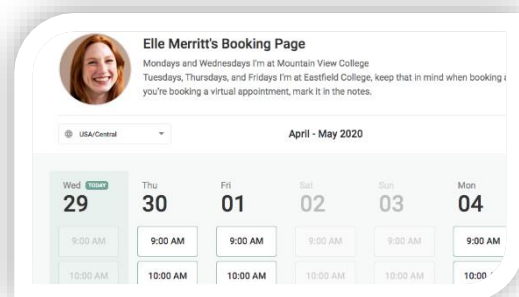 Elle Merritt's Booking Page
Mondays and Wednesdays I'm at Mountain View College
Tuesdays, Thursdays, and Fridays I'm at Eastfield College, keep that in mind when booking
you're booking a virtual appointment, mark it in the notes.
USA/Central
April - May 2020
Wed TODAY Thu Fri Sat Sun Mon
29 30 01 02 03 04
9:00 AM 9:00 AM 9:00 AM 9:00 AM 9:00 AM 9:00 AM
10:00 AM 10:00 AM 10:00 AM 10:00 AM 10:00 AM 10:00